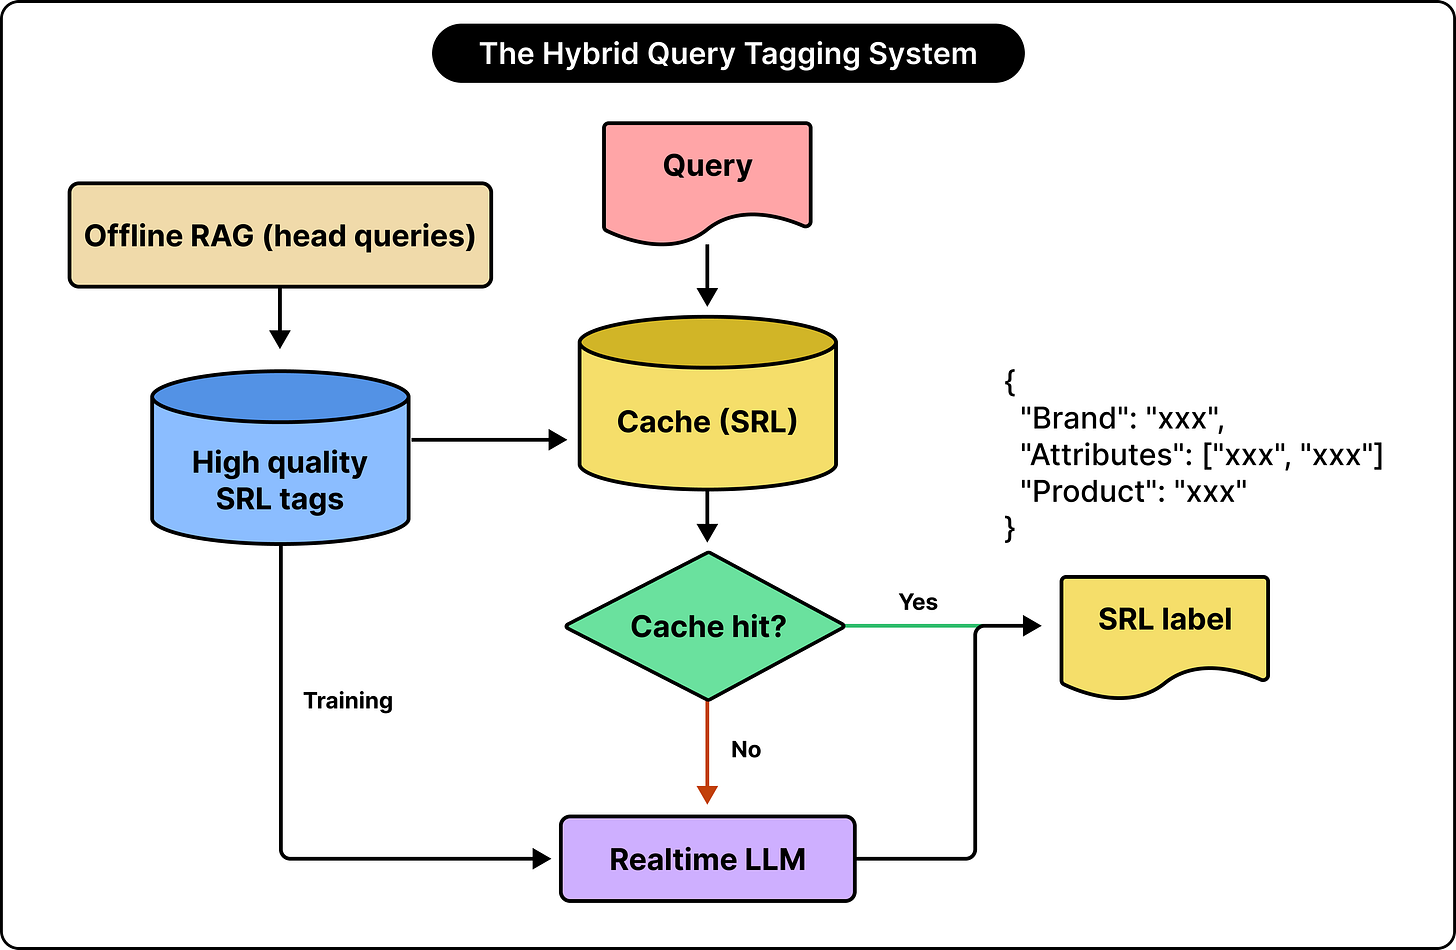 The Hybrid Query Tagging System
Query
Offline RAG (head queries)
Cache (SRL)
High quality
SRL tags
{
"Brand": "xxx",
"Attributes": ["xxx", "xxx"]
"Product": "xxx"
}
Cache hit?
Yes
SRL label
Training
No
Realtime LLM